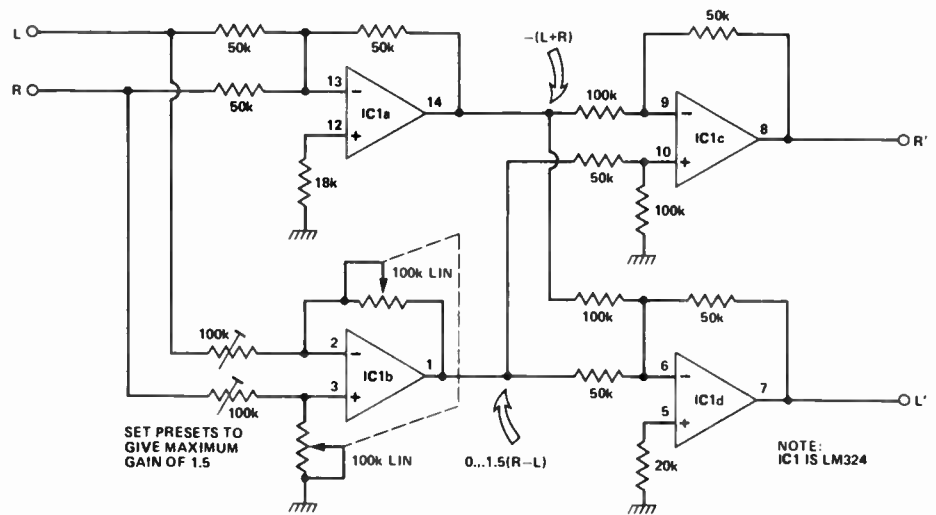 L
R
50k
50k
50k
13
−
IC1a
14
12
+
18k
−(L+R)
100k
50k
9
−
IC1c
8
10
+
50k
100k
R'
100k LIN
100k
2
−
IC1b
1
3
+
100k
100k LIN
SET PRESETS TO
GIVE MAXIMUM
GAIN OF 1.5
0...1.5(R−L)
100k
50k
50k
6
−
IC1d
7
5
+
20k
L'
NOTE:
IC1 IS LM324